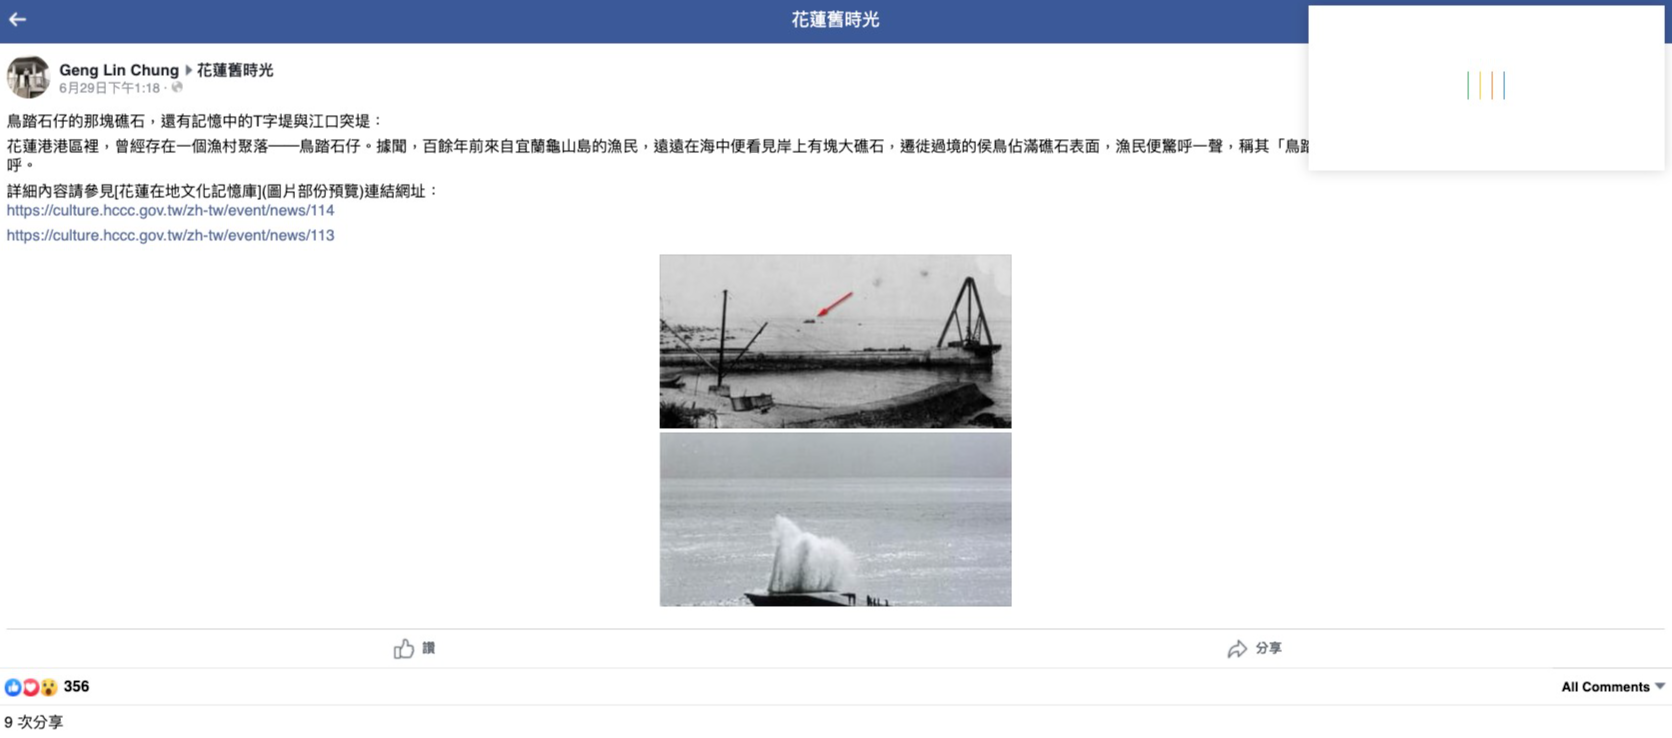 花蓮舊時光
Geng Lin Chung ▶ 花蓮舊時光
6月29日下午1:18 ·
鳥踏石仔的那塊礁石，還有記憶中的T字堤與江口突堤：
花蓮港港區裡，曾經存在一個漁村聚落——鳥踏石仔。據聞，百餘年前來自宜蘭龜山島的漁民，遠遠在海中便看見岸上有塊大礁石，遷徙過境的侯鳥佔滿礁石表面，漁民便驚呼一聲，稱其「鳥踏
呼。
詳細內容請參見[花蓮在地文化記憶庫](圖片部份預覽)連結網址：
https://culture.hccc.gov.tw/zh-tw/event/news/114
https://culture.hccc.gov.tw/zh-tw/event/news/113
讚
分享
356
All Comments
9 次分享